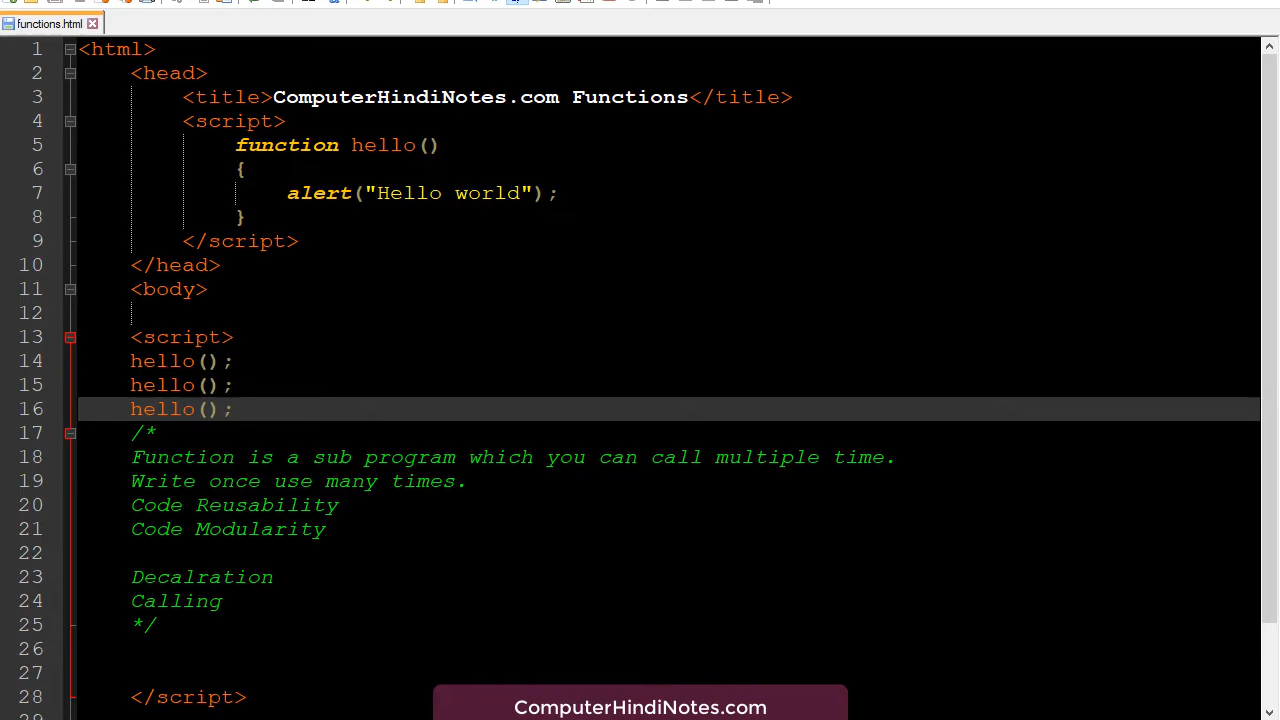 functions.html
1 <html>
2 <head>
3 <title>ComputerHindiNotes.com Functions</title>
4 <script>
5 function hello()
6 {
7 alert("Hello world");
8 }
9 </script>
10 </head>
11 <body>
12
13 <script>
14 hello();
15 hello();
16 hello();
17 /*
18 Function is a sub program which you can call multiple time.
19 Write once use many times.
20 Code Reusability
21 Code Modularity
22
23 Decalration
24 Calling
25 */
26
27
28 </script>
29
ComputerHindiNotes.com